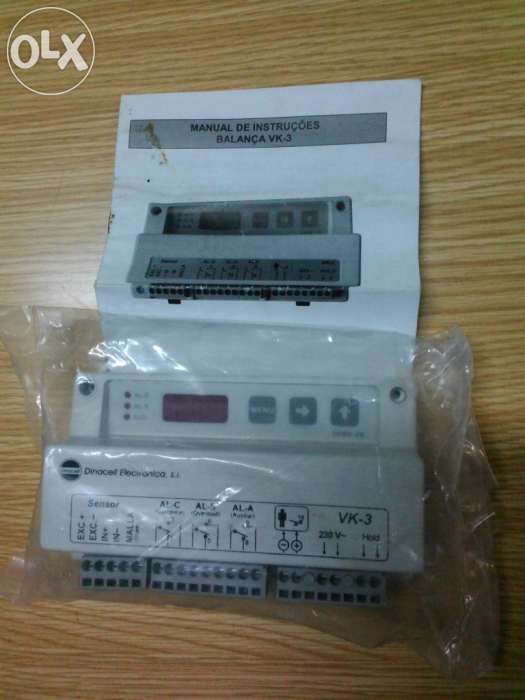 OLX
MANUAL DE INSTRUÇÕES
BALANÇA VK-3
Sensor
MENU
Dinacell Electronica, s.l.
Sensor
AL-C
AL-S
AL-A
VK-3
EXC +
EXC -
IN+
IN-
MALLA
230 V~
Hold